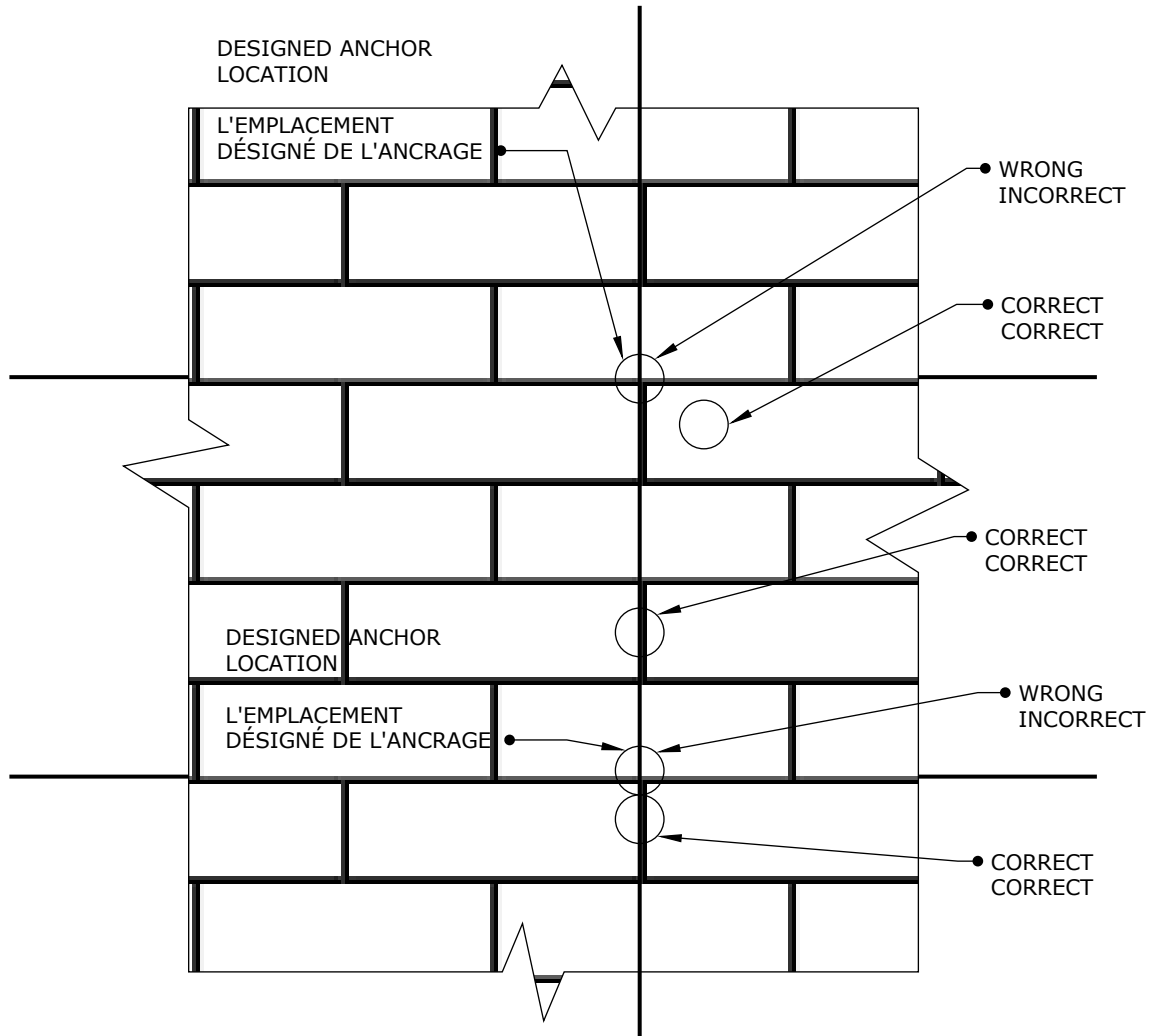 DESIGNED ANCHOR
LOCATION
L'EMPLACEMENT
DÉSIGNÉ DE L'ANCRAGE
WRONG
INCORRECT
CORRECT
CORRECT
CORRECT
CORRECT
DESIGNED ANCHOR
LOCATION
L'EMPLACEMENT
DÉSIGNÉ DE L'ANCRAGE
WRONG
INCORRECT
CORRECT
CORRECT